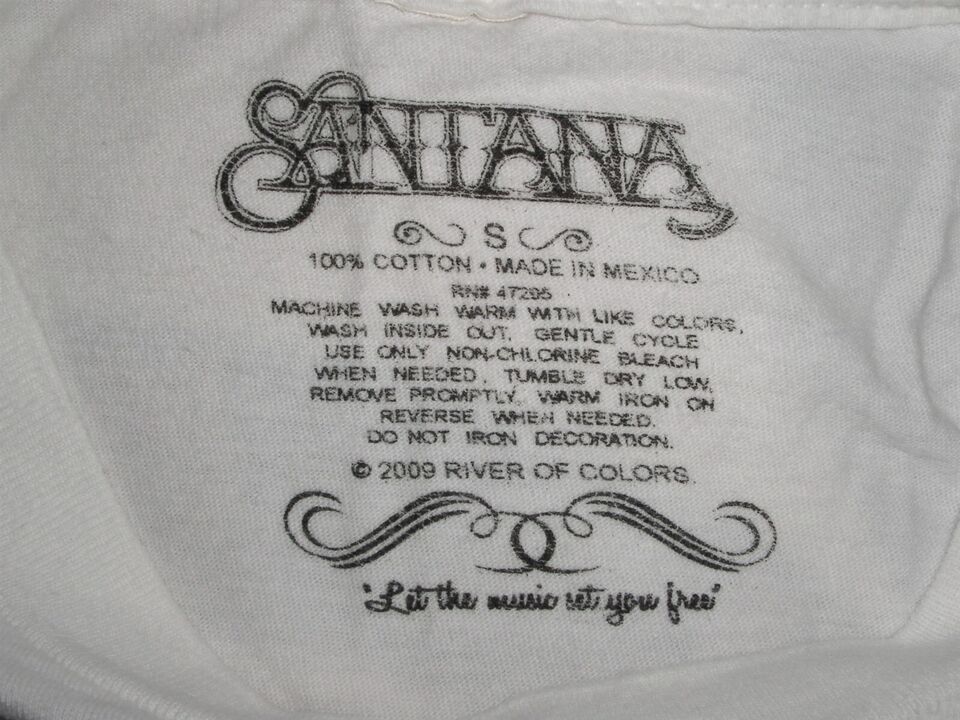 SANTANA
S
100% COTTON • MADE IN MEXICO
RN# 47295
MACHINE WASH WARM WITH LIKE COLORS,
WASH INSIDE OUT. GENTLE CYCLE
USE ONLY NON-CHLORINE BLEACH
WHEN NEEDED. TUMBLE DRY LOW.
REMOVE PROMPTLY. WARM IRON ON
REVERSE WHEN NEEDED.
DO NOT IRON DECORATION.
© 2009 RIVER OF COLORS.
"Let the music set you free"